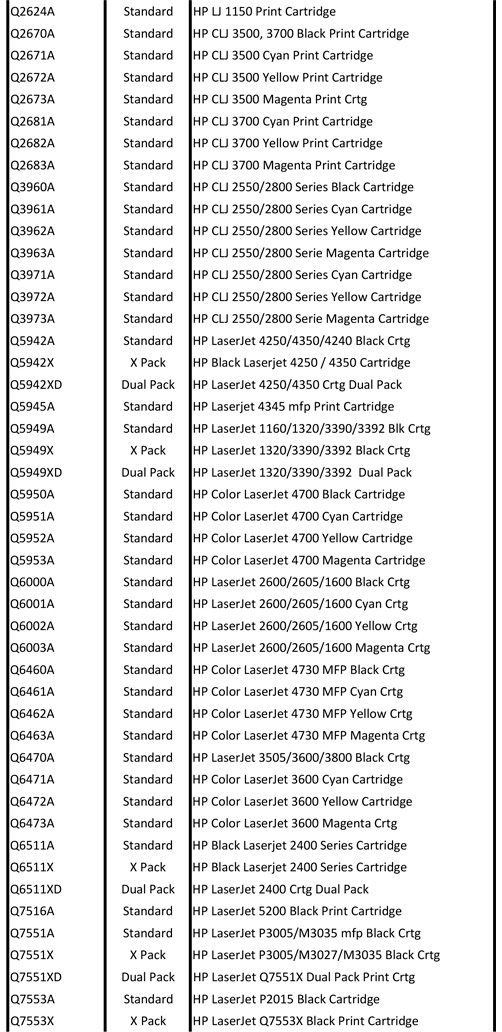 Q2624A Standard HP LJ 1150 Print Cartridge
Q2670A Standard HP CLJ 3500, 3700 Black Print Cartridge
Q2671A Standard HP CLJ 3500 Cyan Print Cartridge
Q2672A Standard HP CLJ 3500 Yellow Print Cartridge
Q2673A Standard HP CLJ 3500 Magenta Print Crtg
Q2681A Standard HP CLJ 3700 Cyan Print Cartridge
Q2682A Standard HP CLJ 3700 Yellow Print Cartridge
Q2683A Standard HP CLJ 3700 Magenta Print Cartridge
Q3960A Standard HP CLJ 2550/2800 Series Black Cartridge
Q3961A Standard HP CLJ 2550/2800 Series Cyan Cartridge
Q3962A Standard HP CLJ 2550/2800 Series Yellow Cartridge
Q3963A Standard HP CLJ 2550/2800 Serie Magenta Cartridge
Q3971A Standard HP CLJ 2550/2800 Series Cyan Cartridge
Q3972A Standard HP CLJ 2550/2800 Series Yellow Cartridge
Q3973A Standard HP CLJ 2550/2800 Serie Magenta Cartridge
Q5942A Standard HP LaserJet 4250/4350/4240 Black Crtg
Q5942X X Pack HP Black Laserjet 4250 / 4350 Cartridge
Q5942XD Dual Pack HP LaserJet 4250/4350 Crtg Dual Pack
Q5945A Standard HP Laserjet 4345 mfp Print Cartridge
Q5949A Standard HP LaserJet 1160/1320/3390/3392 Blk Crtg
Q5949X X Pack HP LaserJet 1320/3390/3392 Black Crtg
Q5949XD Dual Pack HP LaserJet 1320/3390/3392  Dual Pack
Q5950A Standard HP Color LaserJet 4700 Black Cartridge
Q5951A Standard HP Color LaserJet 4700 Cyan Cartridge
Q5952A Standard HP Color LaserJet 4700 Yellow Cartridge
Q5953A Standard HP Color LaserJet 4700 Magenta Cartridge
Q6000A Standard HP LaserJet 2600/2605/1600 Black Crtg
Q6001A Standard HP LaserJet 2600/2605/1600 Cyan Crtg
Q6002A Standard HP LaserJet 2600/2605/1600 Yellow Crtg
Q6003A Standard HP LaserJet 2600/2605/1600 Magenta Crtg
Q6460A Standard HP Color LaserJet 4730 MFP Black Crtg
Q6461A Standard HP Color LaserJet 4730 MFP Cyan Crtg
Q6462A Standard HP Color LaserJet 4730 MFP Yellow Crtg
Q6463A Standard HP Color LaserJet 4730 MFP Magenta Crtg
Q6470A Standard HP LaserJet 3505/3600/3800 Black Crtg
Q6471A Standard HP Color LaserJet 3600 Cyan Cartridge
Q6472A Standard HP Color LaserJet 3600 Yellow Cartridge
Q6473A Standard HP Color LaserJet 3600 Magenta Crtg
Q6511A Standard HP Black LaserJet 2400 Series Cartridge
Q6511X X Pack HP Black Laserjet 2400 Series Cartridge
Q6511XD Dual Pack HP LaserJet 2400 Crtg Dual Pack
Q7516A Standard HP LaserJet 5200 Black Print Cartridge
Q7551A Standard HP LaserJet P3005/M3035 mfp Black Crtg
Q7551X X Pack HP LaserJet P3005/M3027/M3035 Black Crtg
Q7551XD Dual Pack HP LaserJet Q7551X Dual Pack Print Crtg
Q7553A Standard HP LaserJet P2015 Black Cartridge
Q7553X X Pack HP LaserJet Q7553X Black Print Cartridge